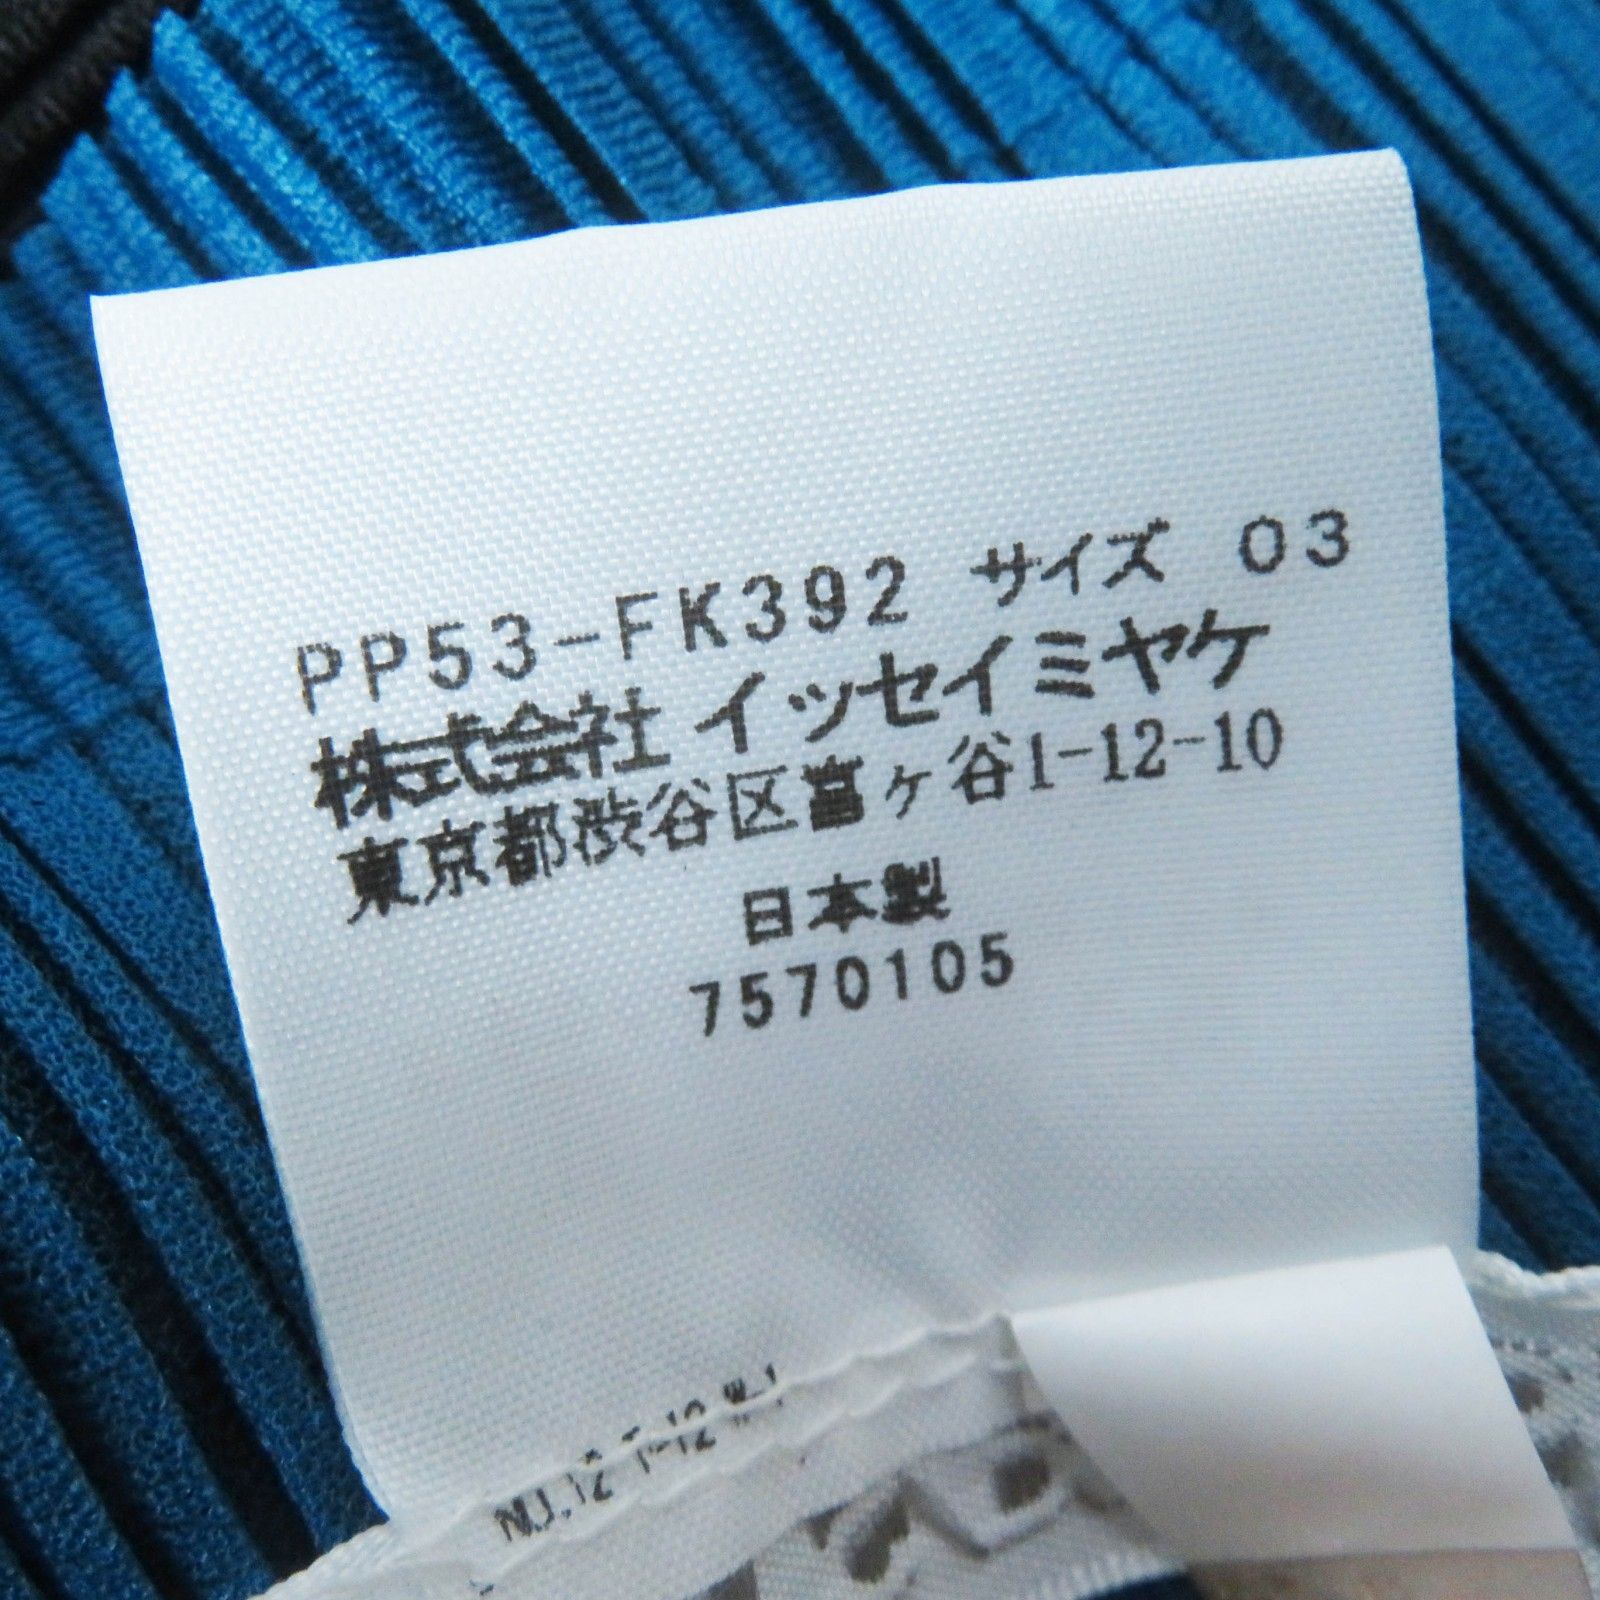 PP53-FK392 サイズ 03
株式会社 イッセイミヤケ
東京都渋谷区富ヶ谷1-12-10
日本製
7570105